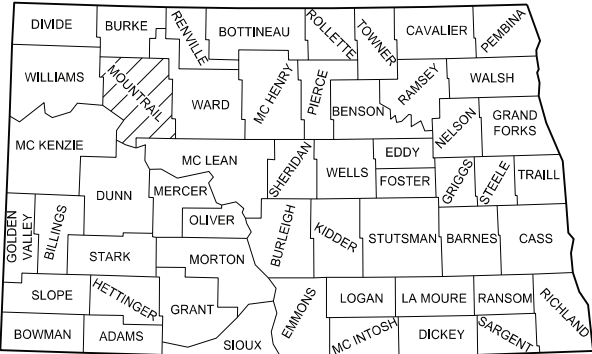 DIVIDE
BURKE
RENVILLE
BOTTINEAU
ROLLETTE
TOWNER
CAVALIER
PEMBINA
WILLIAMS
MOUNTRAIL
WARD
MC HENRY
PIERCE
BENSON
RAMSEY
WALSH
NELSON
GRAND
FORKS
MC KENZIE
MC LEAN
SHERIDAN
WELLS
EDDY
FOSTER
GRIGGS
STEELE
TRAILL
DUNN
MERCER
OLIVER
GOLDEN
VALLEY
BILLINGS
STARK
MORTON
BURLEIGH
KIDDER
STUTSMAN
BARNES
CASS
SLOPE
HETTINGER
GRANT
EMMONS
LOGAN
LA MOURE
RANSOM
RICHLAND
BOWMAN
ADAMS
SIOUX
MC INTOSH
DICKEY
SARGENT